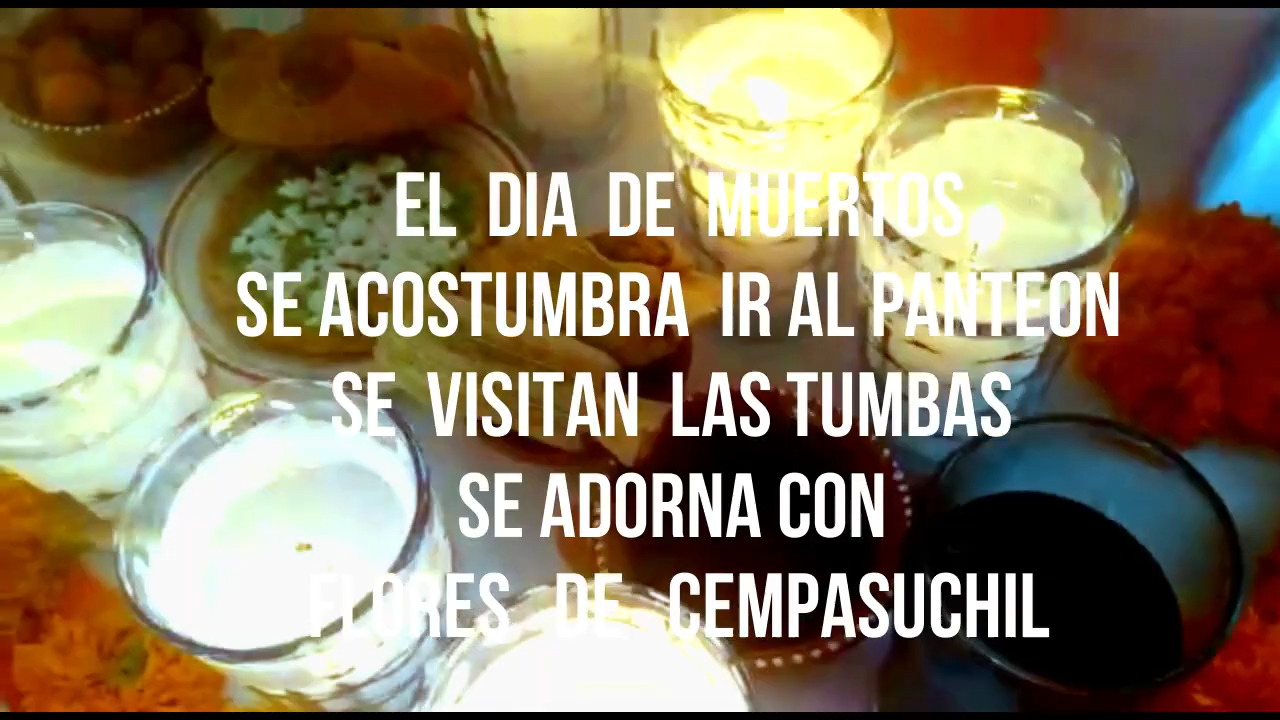 EL DIA DE MUERTOS
SE ACOSTUMBRA IR AL PANTEON
SE VISITAN LAS TUMBAS
SE ADORNA CON
FLORES DE CEMPASUCHIL